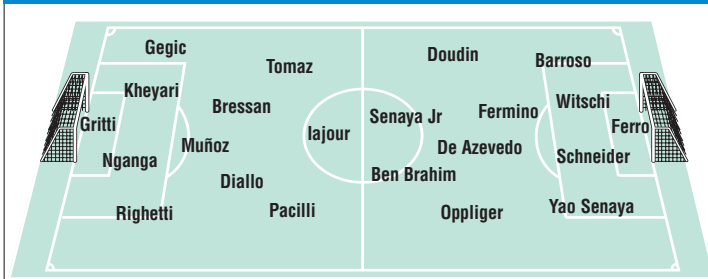 Gegic
Doudin
Tomaz
Barroso
Kheyari
Bressan
Witschi
Fermino
Senaya Jr
Gritti
Ferro
Iajour
Muñoz
De Azevedo
Nganga
Schneider
Ben Brahim
Diallo
Righetti
Pacilli
Oppliger
Yao Senaya